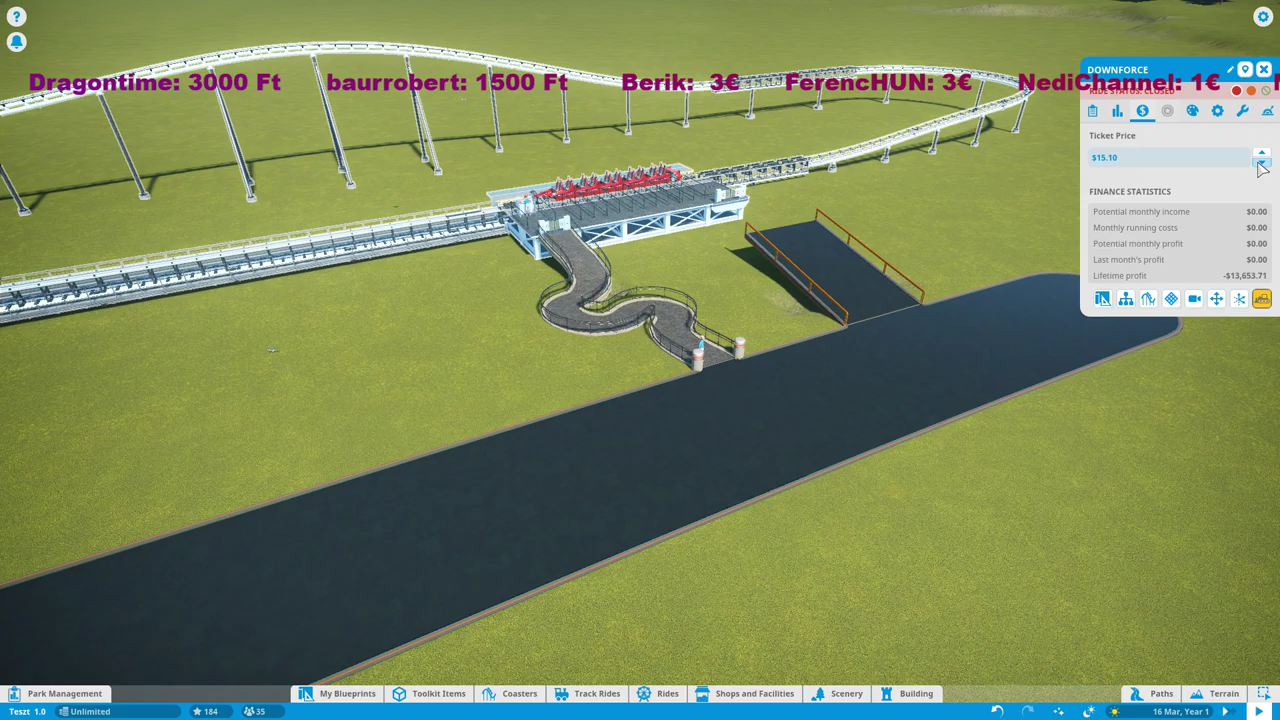 ?
Dragontime: 3000 Ft baurrobert: 1500 Ft Berik: 3€ FerencHUN: 3€ NediChannel: 1€
DOWNFORCE
RIDE STATUS: CLOSED
Ticket Price
$15.10
FINANCE STATISTICS
Potential monthly income $0.00
Monthly running costs $0.00
Potential monthly profit $0.00
Last month's profit $0.00
Lifetime profit -$13,653.71
Park Management My Blueprints Toolkit Items Coasters Track Rides Rides Shops and Facilities Scenery Building Paths Terrain
Teszt 1.0 Unlimited 184 35 16 Mar, Year 1